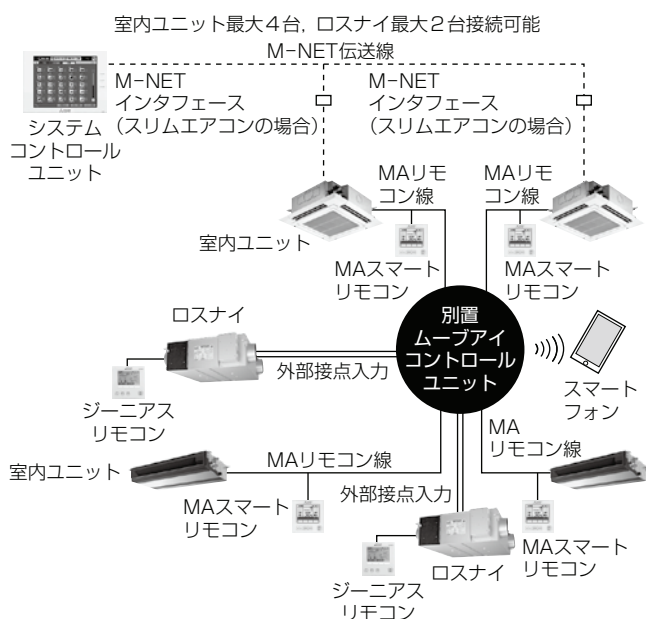 室内ユニット最大4台, ロスナイ最大2台接続可能
M-NET伝送線
M-NET
インタフェース
(スリムエアコンの場合)
M-NET
インタフェース
(スリムエアコンの場合)
システム
コントロール
ユニット
MAリモ
コン線
MAリモ
コン線
室内ユニット
MAスマート
リモコン
MAスマート
リモコン
ロスナイ
別置
ムーブアイ
コントロール
ユニット
外部接点入力
スマート
フォン
ジーニアス
リモコン
MA
リモコン線
室内ユニット
MAリモコン線
外部接点入力
MAスマート
リモコン
MAスマート
リモコン
ロスナイ
ジーニアス
リモコン